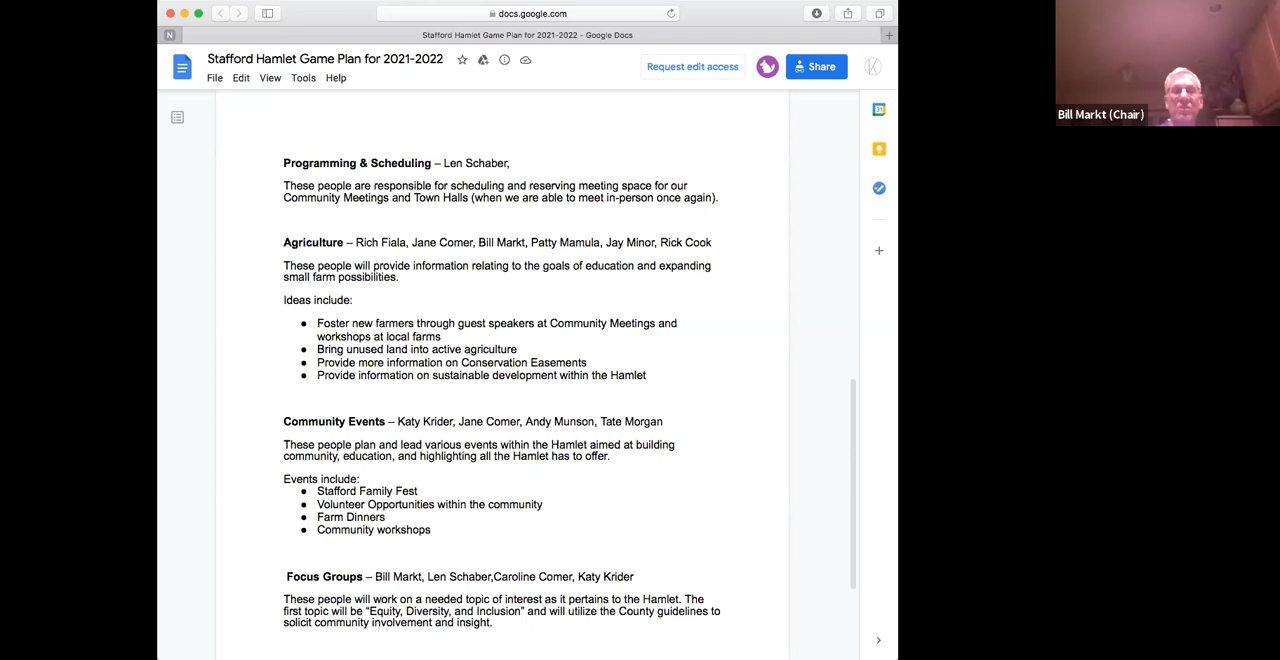 docs.google.com
N
Stafford Hamlet Game Plan for 2021-2022 - Google Docs
Stafford Hamlet Game Plan for 2021-2022
File Edit View Tools Help
Request edit access
Share
Bill Markt (Chair)
Programming & Scheduling – Len Schaber,
These people are responsible for scheduling and reserving meeting space for our
Community Meetings and Town Halls (when we are able to meet in-person once again).
Agriculture – Rich Fiala, Jane Comer, Bill Markt, Patty Mamula, Jay Minor, Rick Cook
These people will provide information relating to the goals of education and expanding
small farm possibilities.
Ideas include:
● Foster new farmers through guest speakers at Community Meetings and
workshops at local farms
● Bring unused land into active agriculture
● Provide more information on Conservation Easements
● Provide information on sustainable development within the Hamlet
Community Events – Katy Krider, Jane Comer, Andy Munson, Tate Morgan
These people plan and lead various events within the Hamlet aimed at building
community, education, and highlighting all the Hamlet has to offer.
Events include:
● Stafford Family Fest
● Volunteer Opportunities within the community
● Farm Dinners
● Community workshops
Focus Groups – Bill Markt, Len Schaber,Caroline Comer, Katy Krider
These people will work on a needed topic of interest as it pertains to the Hamlet. The
first topic will be “Equity, Diversity, and Inclusion” and will utilize the County guidelines to
solicit community involvement and insight.